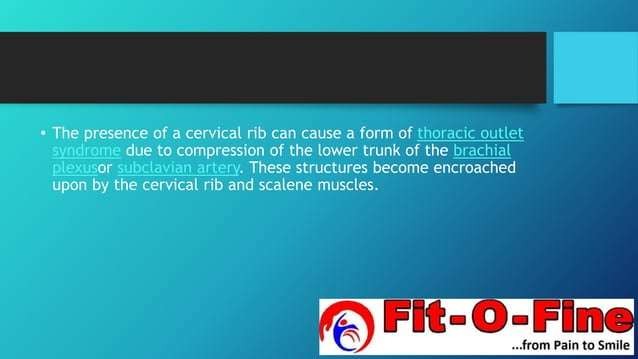 • The presence of a cervical rib can cause a form of thoracic outlet
syndrome due to compression of the lower trunk of the brachial
plexusor subclavian artery. These structures become encroached
upon by the cervical rib and scalene muscles.
Fit-O-Fine
...from Pain to Smile